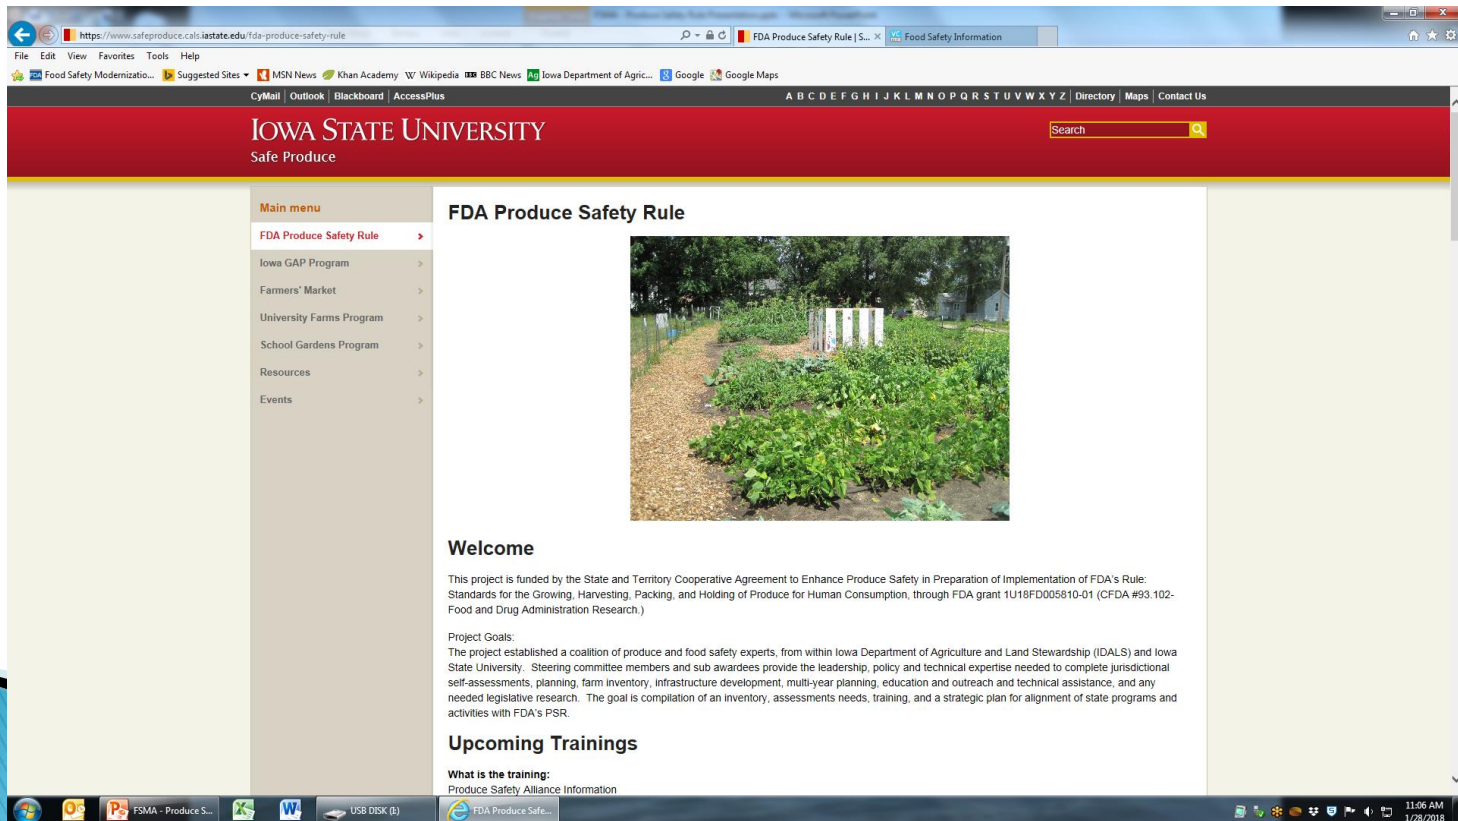 https://www.safeproduce.cals.iastate.edu/fda-produce-safety-rule
FDA Produce Safety Rule | S...
Food Safety Information
File Edit View Favorites Tools Help
Food Safety Modernizatio... Suggested Sites MSN News Khan Academy W Wikipedia BBC News Ag Iowa Department of Agric... Google Google Maps
CyMail | Outlook | Blackboard | AccessPlus
A B C D E F G H I J K L M N O P Q R S T U V W X Y Z | Directory | Maps | Contact Us
IOWA STATE UNIVERSITY
Search
Safe Produce
Main menu
FDA Produce Safety Rule
Iowa GAP Program
Farmers' Market
University Farms Program
School Gardens Program
Resources
Events
FDA Produce Safety Rule
Welcome
This project is funded by the State and Territory Cooperative Agreement to Enhance Produce Safety in Preparation of Implementation of FDA's Rule:
Standards for the Growing, Harvesting, Packing, and Holding of Produce for Human Consumption, through FDA grant 1U18FD005810-01 (CFDA #93.102-
Food and Drug Administration Research.)
Project Goals:
The project established a coalition of produce and food safety experts, from within Iowa Department of Agriculture and Land Stewardship (IDALS) and Iowa
State University. Steering committee members and sub awardees provide the leadership, policy and technical expertise needed to complete jurisdictional
self-assessments, planning, farm inventory, infrastructure development, multi-year planning, education and outreach and technical assistance, and any
needed legislative research. The goal is compilation of an inventory, assessments needs, training, and a strategic plan for alignment of state programs and
activities with FDA's PSR.
Upcoming Trainings
What is the training:
Produce Safety Alliance Information
FSMA - Produce S...
USB DISK (I:)
FDA Produce Safe...
11:06 AM
1/28/2018